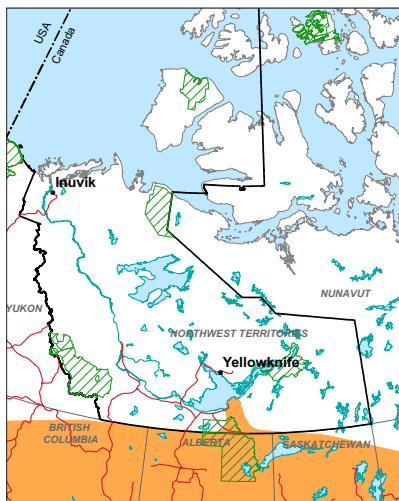 USA
Canada
Inuvik
YUKON
NUNAVUT
NORTHWEST TERRITORIES
Yellowknife
BRITISH
COLUMBIA
ALBERTA
SASKATCHEWAN